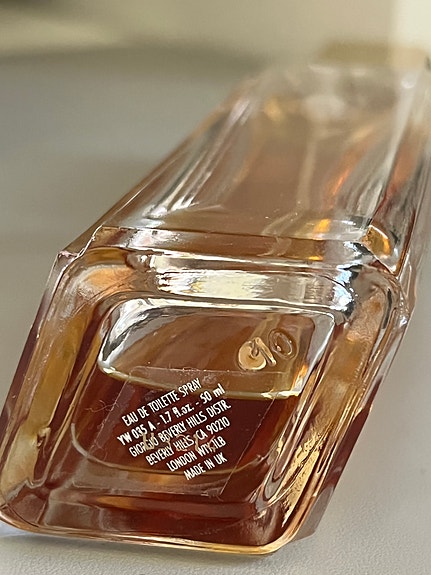 EAU DE TOILETTE SPRAY
YW 035 A - 1,7 fl.oz. - 50 ml
GIORGIO BEVERLY HILLS DISTR
BEVERLY HILLS, CA 90210
LONDON W1Y 1LB
MADE IN UK